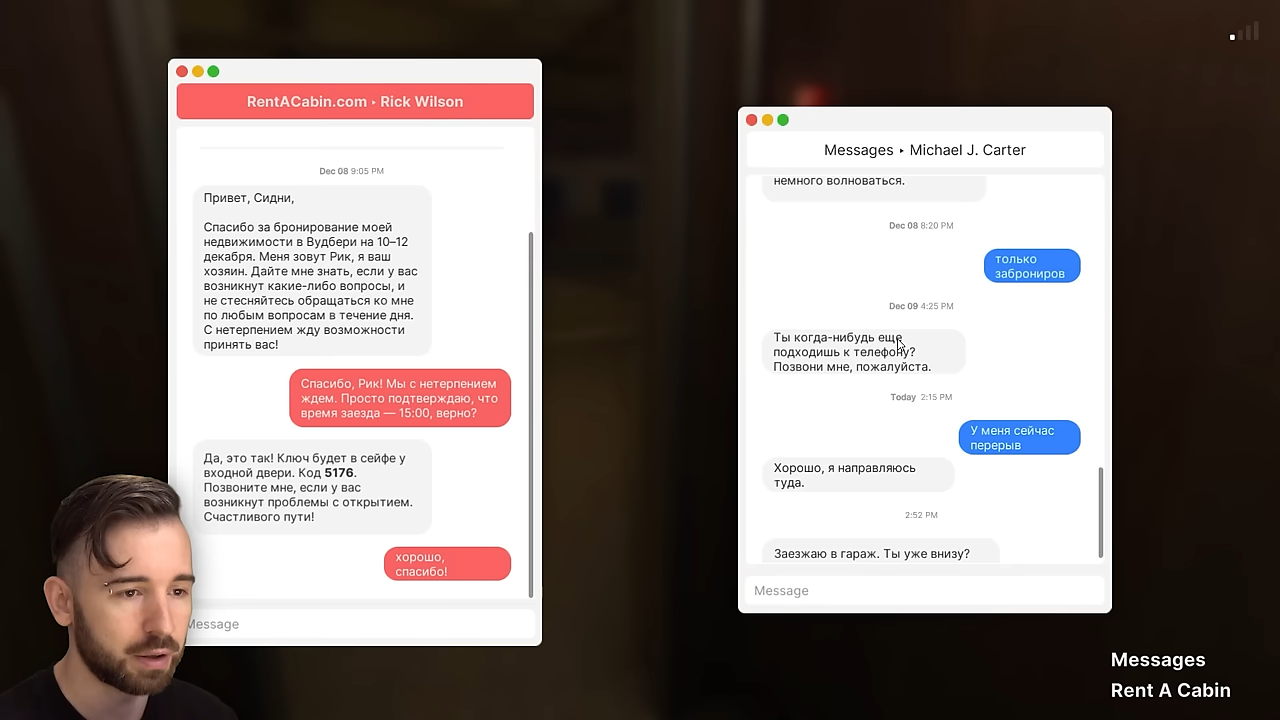 RentACabin.com ‣ Rick Wilson
Dec 08 9:05 PM
Привет, Сидни,
Спасибо за бронирование моей
недвижимости в Вудбери на 10–12
декабря. Меня зовут Рик, я ваш
хозяин. Дайте мне знать, если у вас
возникнут какие-либо вопросы, и
не стесняйтесь обращаться ко мне
по любым вопросам в течение дня.
С нетерпением жду возможности
принять вас!
Спасибо, Рик! Мы с нетерпением
ждем. Просто подтверждаю, что
время заезда — 15:00, верно?
Да, это так! Ключ будет в сейфе у
входной двери. Код 5176.
Позвоните мне, если у вас
возникнут проблемы с открытием.
Счастливого пути!
хорошо,
спасибо!
Message
Messages ‣ Michael J. Carter
немного волноваться.
Dec 08 8:20 PM
только
заброниров
Dec 09 4:25 PM
Ты когда-нибудь еще
подходишь к телефону?
Позвони мне, пожалуйста.
Today 2:15 PM
У меня сейчас
перерыв
Хорошо, я направляюсь
туда.
2:52 PM
Заезжаю в гараж. Ты уже внизу?
Message
Messages
Rent A Cabin